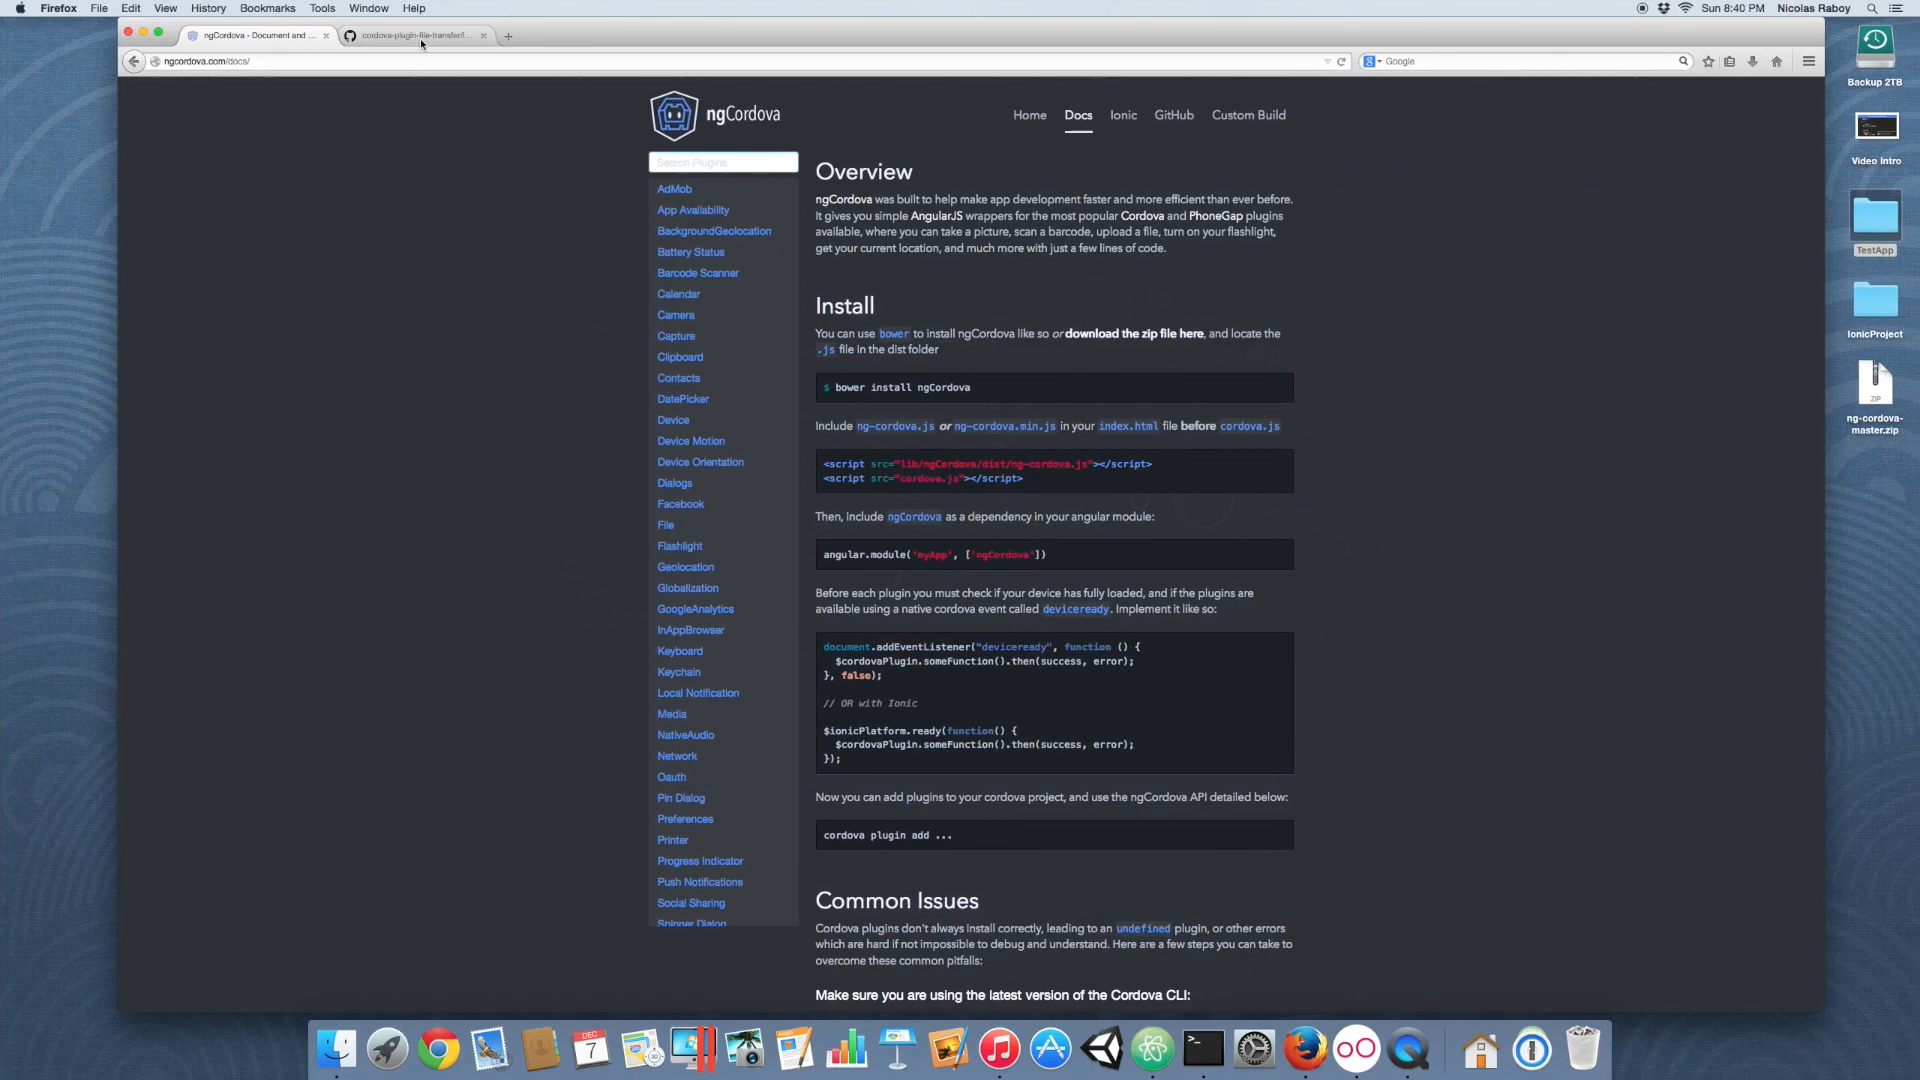 Firefox File Edit View History Bookmarks Tools Window Help
Sun 8:40 PM Nicolas Raboy
ngCordova - Document and ...
cordova-plugin-file-transfer/i...
ngcordova.com/docs/
Google
ngCordova
Home Docs Ionic GitHub Custom Build
Search Plugins
AdMob
App Availability
BackgroundGeolocation
Battery Status
Barcode Scanner
Calendar
Camera
Capture
Clipboard
Contacts
DatePicker
Device
Device Motion
Device Orientation
Dialogs
Facebook
File
Flashlight
Geolocation
Globalization
GoogleAnalytics
InAppBrowser
Keyboard
Keychain
Local Notification
Media
NativeAudio
Network
Oauth
Pin Dialog
Preferences
Printer
Progress Indicator
Push Notifications
Social Sharing
Spinner Dialog
Overview
ngCordova was built to help make app development faster and more efficient than ever before.
It gives you simple AngularJS wrappers for the most popular Cordova and PhoneGap plugins
available, where you can take a picture, scan a barcode, upload a file, turn on your flashlight,
get your current location, and much more with just a few lines of code.
Install
You can use bower to install ngCordova like so or download the zip file here, and locate the
.js file in the dist folder
$ bower install ngCordova
Include ng-cordova.js or ng-cordova.min.js in your index.html file before cordova.js
<script src="lib/ngCordova/dist/ng-cordova.js"></script>
<script src="cordova.js"></script>
Then, include ngCordova as a dependency in your angular module:
angular.module('myApp', ['ngCordova'])
Before each plugin you must check if your device has fully loaded, and if the plugins are
available using a native cordova event called deviceready. Implement it like so:
document.addEventListener("deviceready", function () {
$cordovaPlugin.someFunction().then(success, error);
}, false);
// OR with Ionic
$ionicPlatform.ready(function() {
$cordovaPlugin.someFunction().then(success, error);
});
Now you can add plugins to your cordova project, and use the ngCordova API detailed below:
cordova plugin add ...
Common Issues
Cordova plugins don't always install correctly, leading to an undefined plugin, or other errors
which are hard if not impossible to debug and understand. Here are a few steps you can take to
overcome these common pitfalls:
Make sure you are using the latest version of the Cordova CLI:
Backup 2TB
Video Intro
TestApp
IonicProject
ZIP
ng-cordova-
master.zip
DEC
7